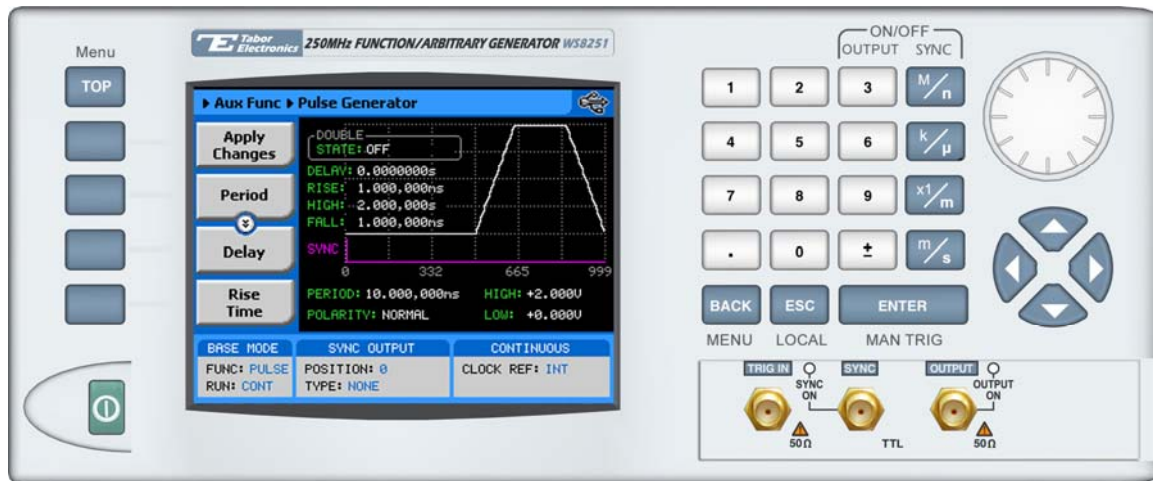 Menu
TOP
Tabor Electronics 250MHz FUNCTION/ARBITRARY GENERATOR WS8251
Aux Func Pulse Generator
Apply Changes
Period
Delay
Rise Time
DOUBLE
STATE: OFF
DELAY: 0.0000000s
RISE: 1.000,000ns
HIGH: 2.000,000s
FALL: 1.000,000ns
SYNC
0 332 665 999
PERIOD: 10.000,000ns HIGH: +2.000V
POLARITY: NORMAL LOW: +0.000V
BASE MODE SYNC OUTPUT CONTINUOUS
FUNC: PULSE POSITION: 0 CLOCK REF: INT
RUN: CONT TYPE: NONE
ON/OFF
OUTPUT SYNC
1 2 3 M/n
4 5 6 k/µ
7 8 9 x1/m
. 0 ± m/s
BACK ESC ENTER
MENU LOCAL MAN TRIG
TRIG IN SYNC OUTPUT
SYNC ON OUTPUT ON
50Ω TTL 50Ω